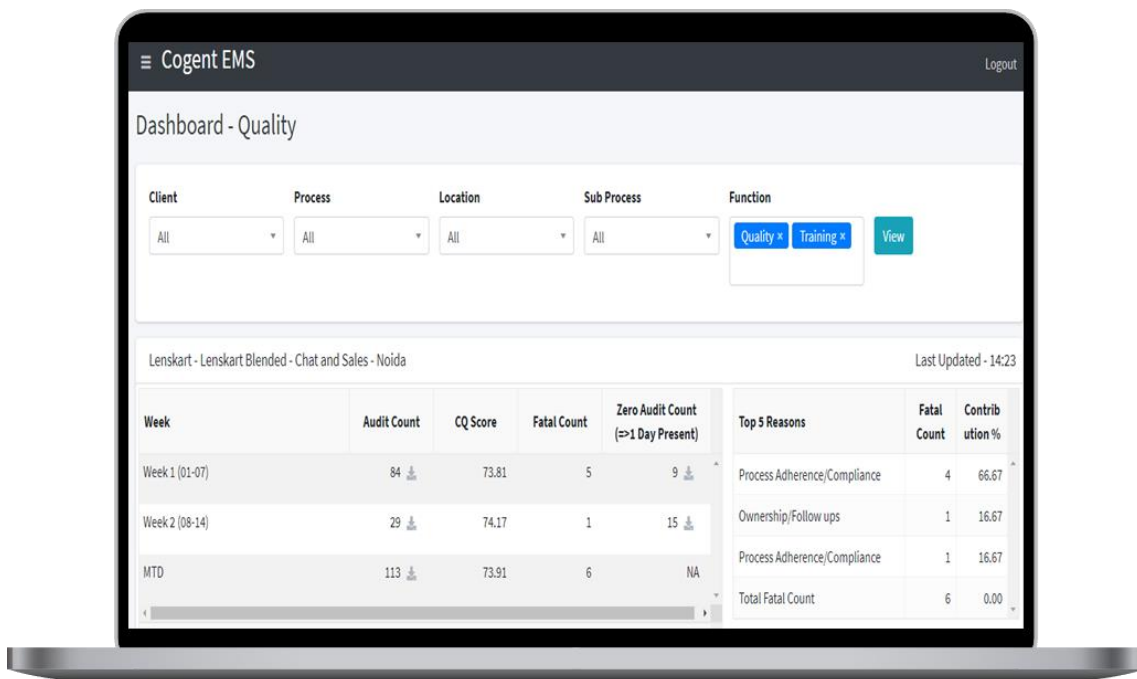 ≡ Cogent EMS
Logout
Dashboard - Quality
Client Process Location Sub Process Function
All All All All Quality × Training × View
Lenskart - Lenskart Blended - Chat and Sales - Noida Last Updated - 14:23
Week Audit Count CQ Score Fatal Count Zero Audit Count
(=>1 Day Present)
Week 1 (01-07) 84 73.81 5 9
Week 2 (08-14) 29 74.17 1 15
MTD 113 73.91 6 NA
Top 5 Reasons Fatal
Count Contrib
ution %
Process Adherence/Compliance 4 66.67
Ownership/Follow ups 1 16.67
Process Adherence/Compliance 1 16.67
Total Fatal Count 6 0.00